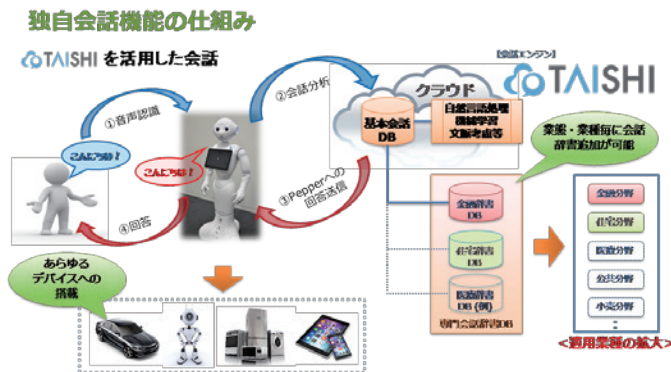 独自会話機能の仕組み
TAISHI を活用した会話
【会話エンジン】
TAISHI
クラウド
①音声認識
②会話分析
基本会話
DB
自然言語処理
機械学習
文脈考慮等
業態・業種毎に会話
辞書追加が可能
こんにちは!
こんにちは!
③Pepperへの
回答送信
④回答
金融辞書
DB
住宅辞書
DB
医療辞書
DB (例)
専門会話辞書DB
金融分野
住宅分野
医療分野
公共分野
小売分野
:
<適用業種の拡大>
あらゆる
デバイスへの
搭載